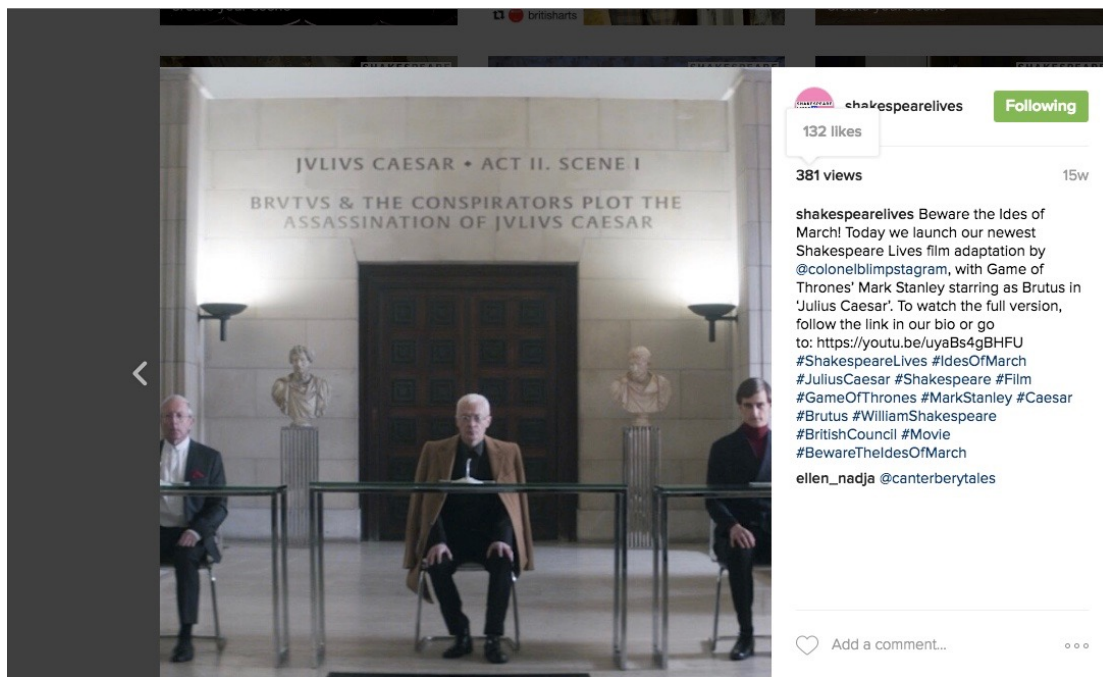 britisharts
SHAKESPEARE
JVLIVS CAESAR • ACT II. SCENE I
BRVTVS & THE CONSPIRATORS PLOT THE
ASSASSINATION OF JVLIVS CAESAR
shakespearelives
Following
132 likes
381 views
15w
shakespearelives Beware the Ides of
March! Today we launch our newest
Shakespeare Lives film adaptation by
@colonelblimpstagram, with Game of
Thrones' Mark Stanley starring as Brutus in
'Julius Caesar'. To watch the full version,
follow the link in our bio or go
to: https://youtu.be/uyaBs4gBHFU
#ShakespeareLives #IdesOfMarch
#JuliusCaesar #Shakespeare #Film
#GameOfThrones #MarkStanley #Caesar
#Brutus #WilliamShakespeare
#BritishCouncil #Movie
#BewareTheIdesOfMarch
ellen_nadja @canterberytales
Add a comment...